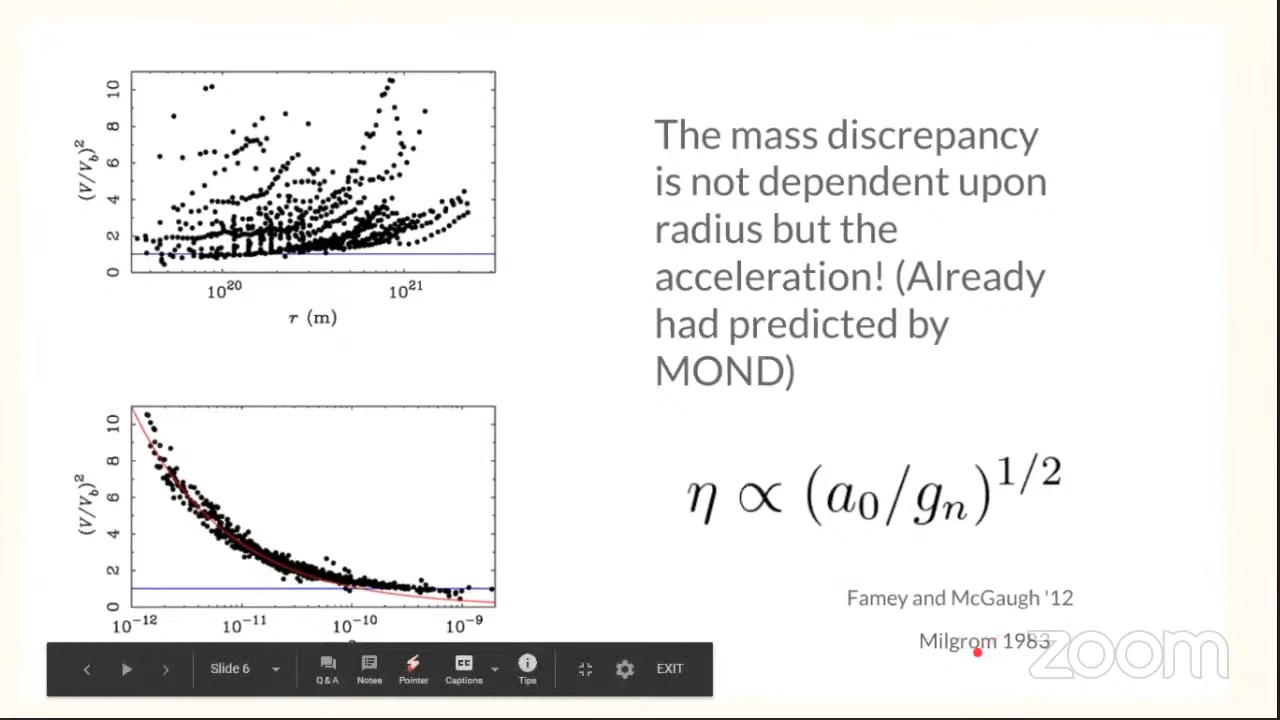 10
8
6
4
2
0
(V/V_b)^2
10^20
10^21
r (m)
The mass discrepancy
is not dependent upon
radius but the
acceleration! (Already
had predicted by
MOND)
10
8
6
4
2
0
(V/V_b)^2
10^−12
10^−11
10^−10
10^−9
η ∝ (a_0/g_n)^1/2
Famey and McGaugh '12
Milgrom 1983
zoom
Slide 6
Q & A
Notes
Pointer
CC
Captions
Tips
EXIT